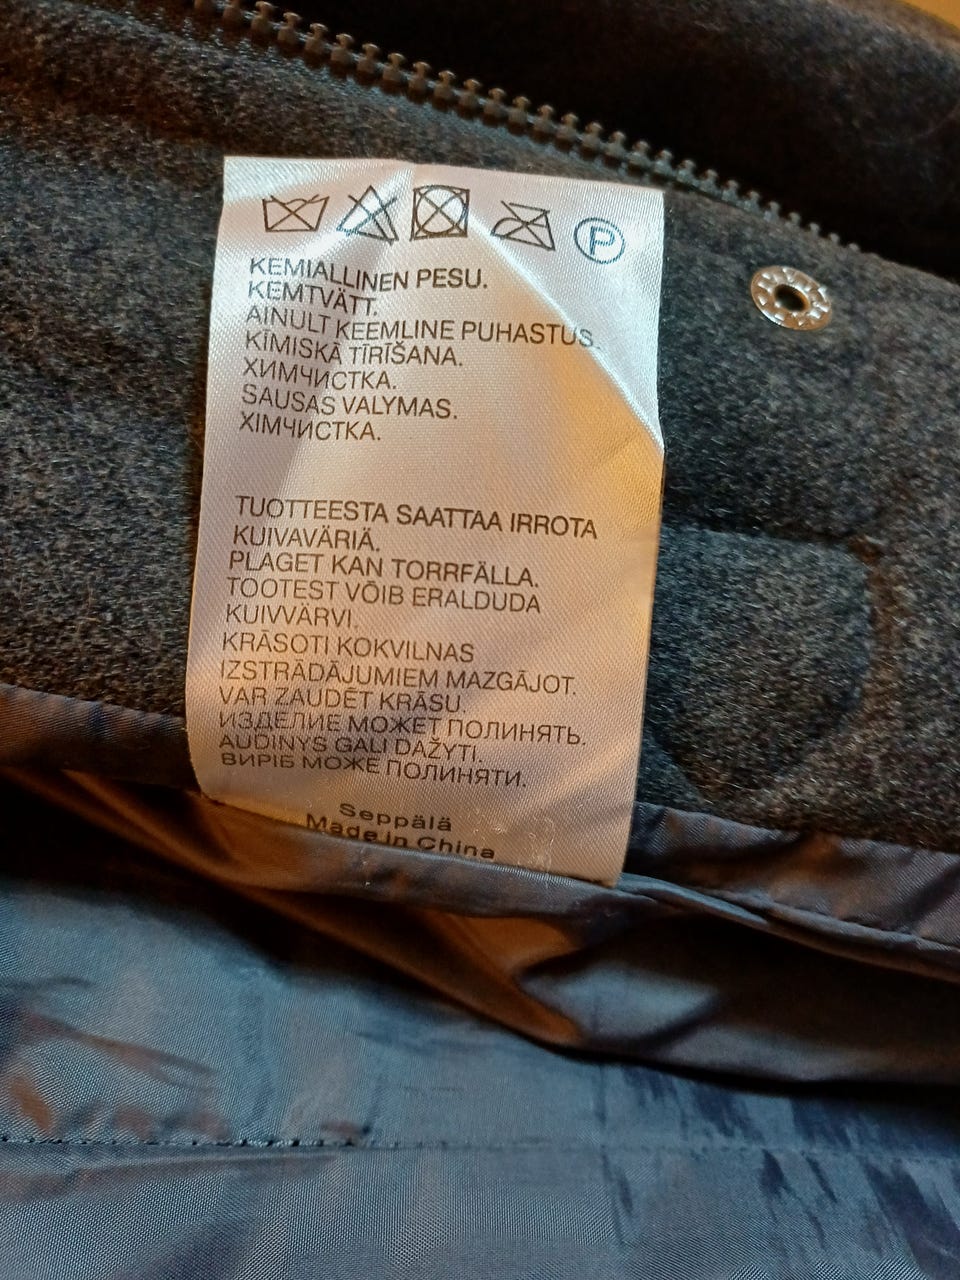 P
KEMIALLINEN PESU.
KEMTVÄTT.
AINULT KEEMLINE PUHASTUS.
ĶĪMISKĀ TĪRĪŠANA.
ХИМЧИСТКА.
SAUSAS VALYMAS.
ХІМЧИСТКА.
TUOTTEESTA SAATTAA IRROTA
KUIVAVÄRIÄ.
PLAGET KAN TORRFÄLLA.
TOOTEST VÕIB ERALDUDA
KUIVVÄRVI.
KRĀSOTI KOKVILNAS
IZSTRĀDĀJUMIEM MAZGĀJOT.
VAR ZAUDĒT KRĀSU.
ИЗДЕЛИЕ МОЖЕТ ПОЛИНЯТЬ.
AUDINYS GALI DAŽYTI.
ВИРІБ МОЖЕ ПОЛИНЯТИ.
Seppälä
Made in China